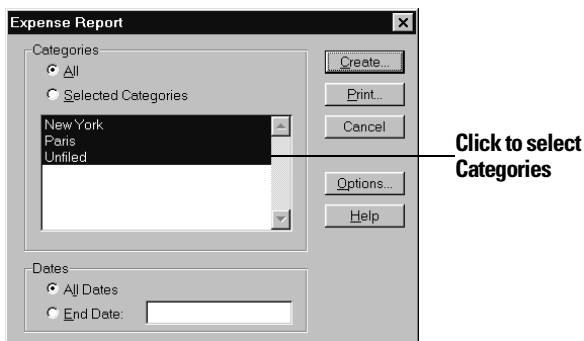 Expense Report
Categories
All
Selected Categories
New York
Paris
Unfiled
Create...
Print...
Cancel
Options...
Help
Click to select
Categories
Dates
All Dates
End Date: